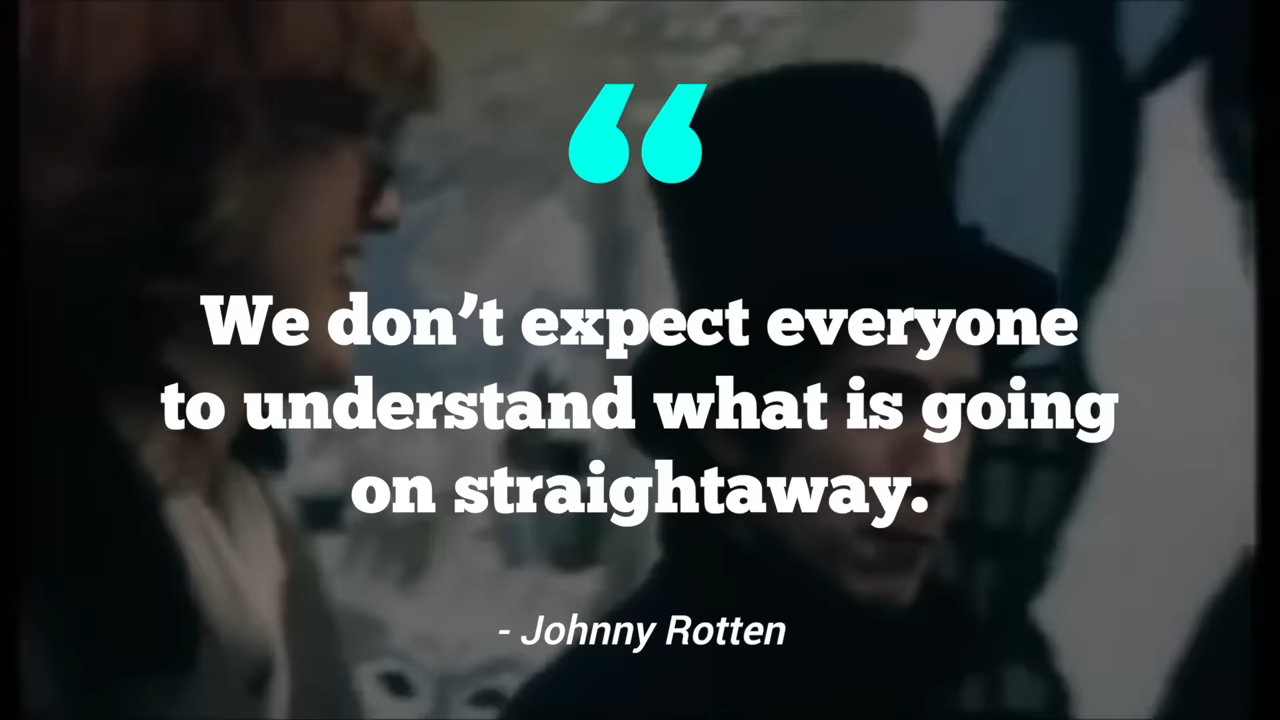 “
We don’t expect everyone
to understand what is going
on straightaway.
- Johnny Rotten